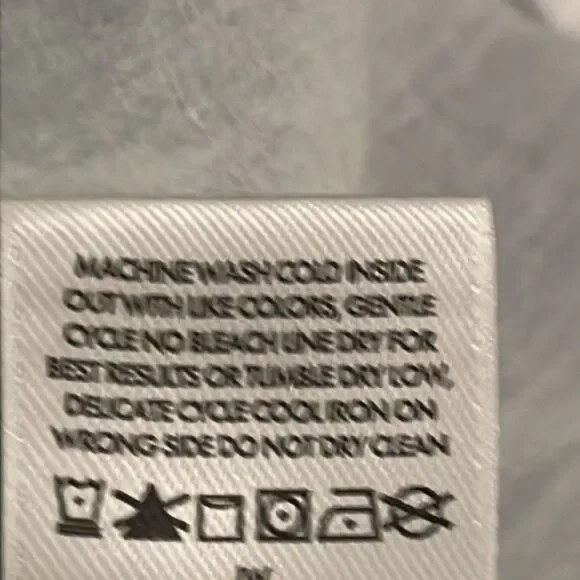 MACHINE WASH COLD INSIDE
OUT WITH LIKE COLORS, GENTLE
CYCLE NO BLEACH LINE DRY FOR
BEST RESULTS OR TUMBLE DRY LOW,
DELICATE CYCLE COOL IRON ON
WRONG-SIDE DO NOT DRY CLEAN